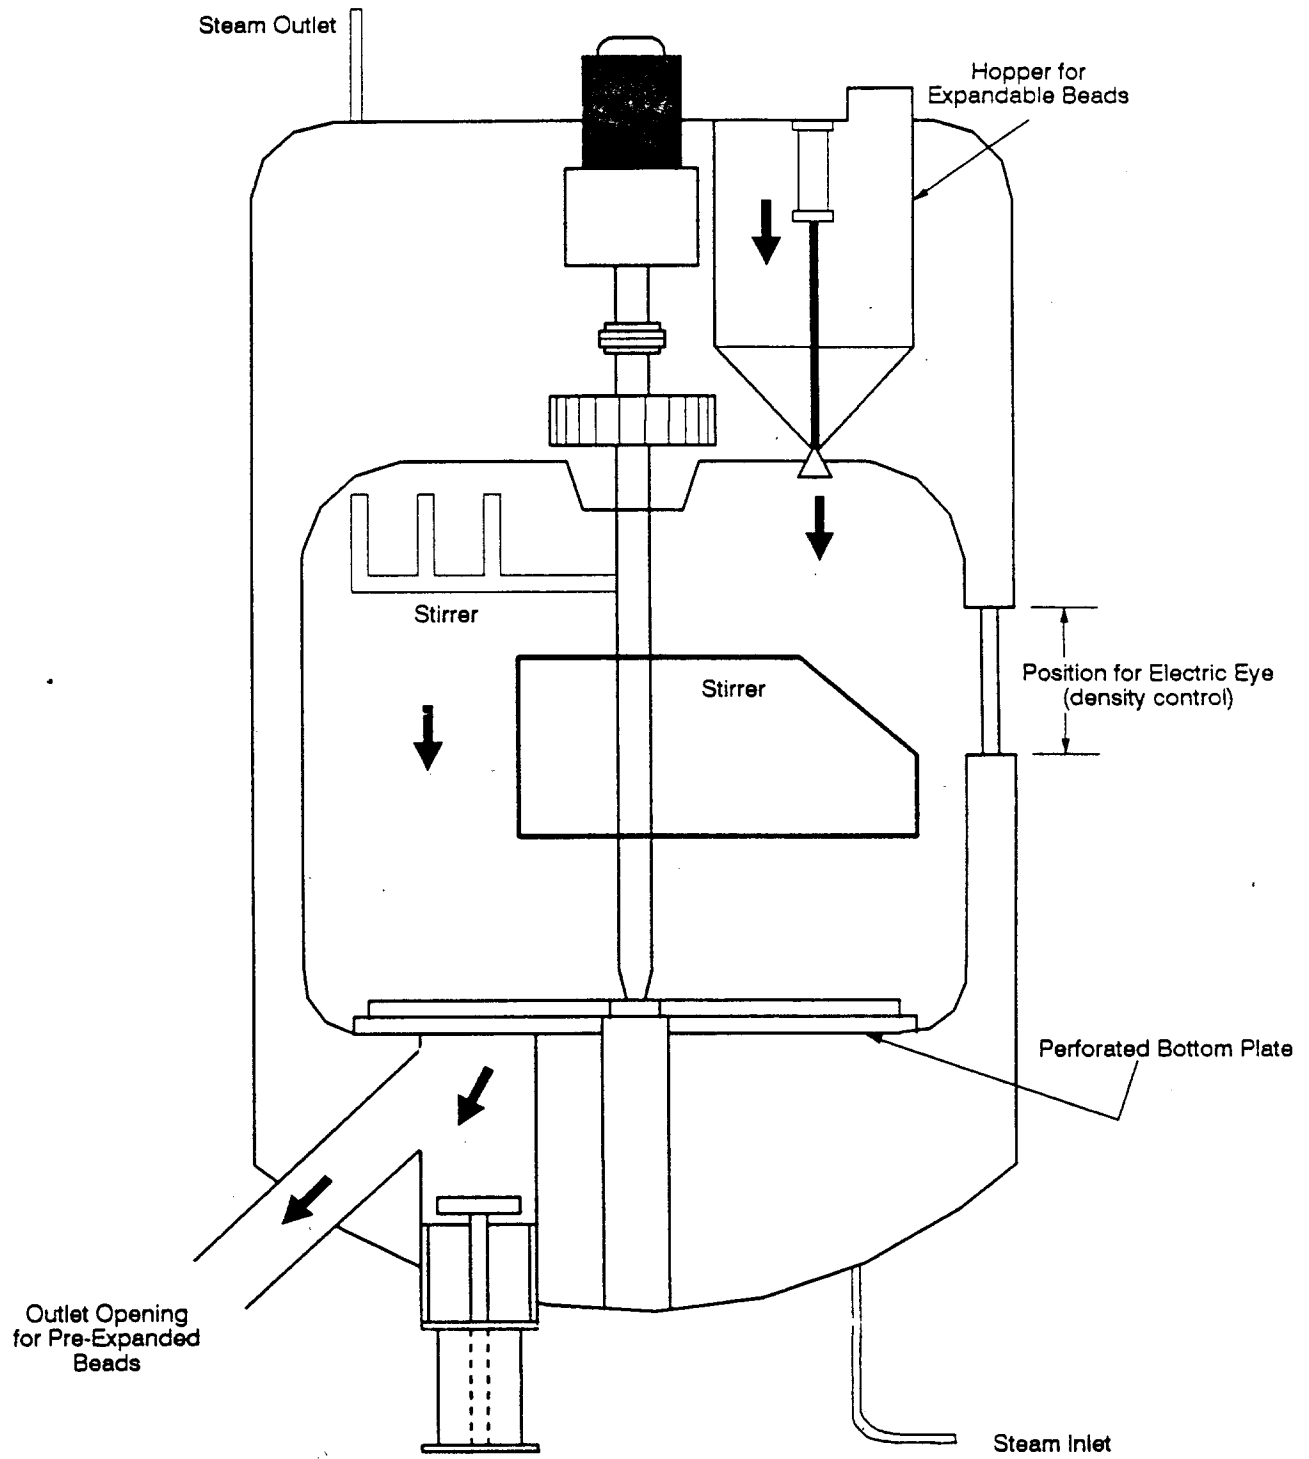 Steam Outlet
Hopper for
Expandable Beads
Stirrer
Stirrer
Position for Electric Eye
(density control)
Perforated Bottom Plate
Outlet Opening
for Pre-Expanded
Beads
Steam Inlet